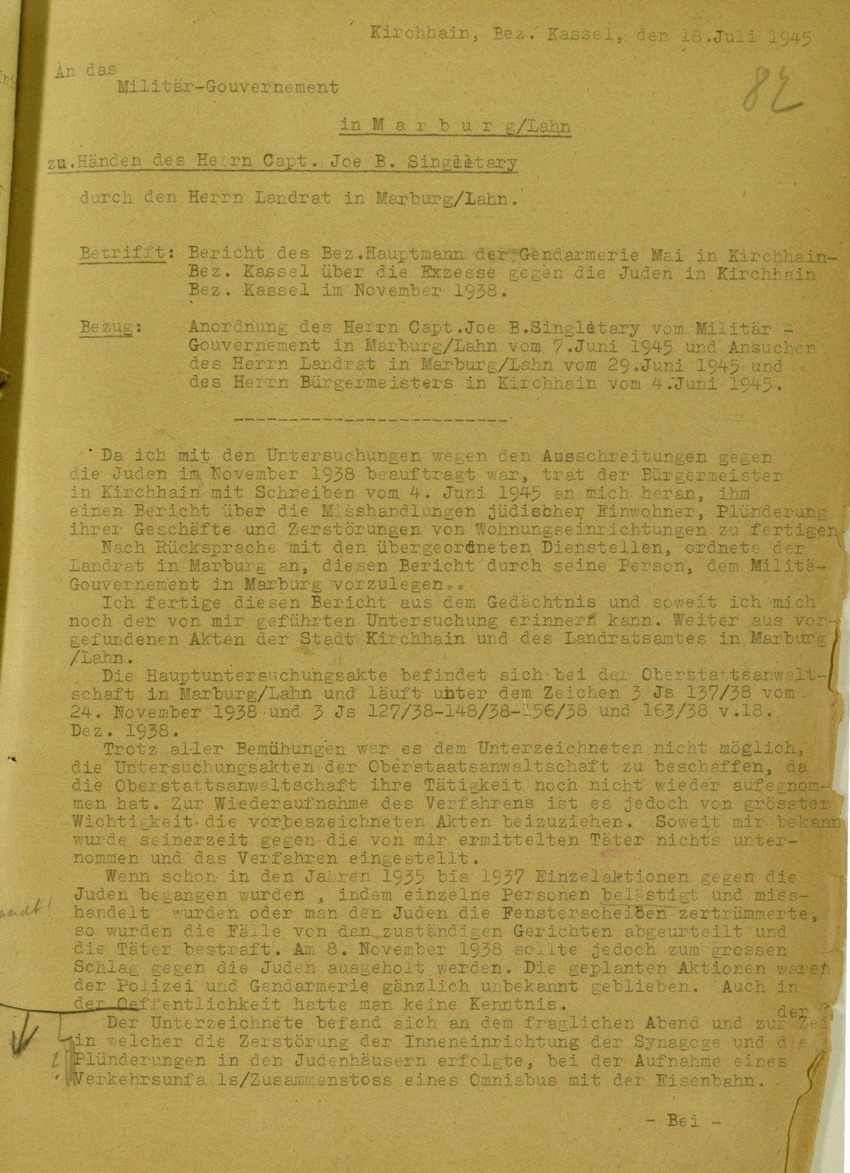 Kirchhain, Bez. Kassel, den 18.Juli 1945
An das
Militär-Gouvernement
82
in M a r b u r g/Lahn
zu.Händen des Herrn Capt. Joe B. Singlétary
durch den Herrn Landrat in Marburg/Lahn.
Betrifft: Bericht des Bez.Hauptmann der Gendarmerie Mai in Kirchhain-
Bez. Kassel über die Exzesse gegen die Juden in Kirchhain
Bez. Kassel im November 1938.
Bezug: Anordnung des Herrn Capt.Joe B.Singlétary vom Militär -
Gouvernement in Marburg/Lahn vom 7.Juni 1945 und Ansuchen
des Herrn Landrat in Marburg/Lahn vom 29.Juni 1945 und
des Herrn Bürgermeisters in Kirchhain vom 4.Juni 1945.
Da ich mit den Untersuchungen wegen den Ausschreitungen gegen
die Juden im November 1938 beauftragt war, trat der Bürgermeister
in Kirchhain mit Schreiben vom 4. Juni 1945 an mich heran, ihm
einen Bericht über die Misshandlungen jüdischer Einwohner, Plünderung
ihrer Geschäfte und Zerstörungen von Wohnungseinrichtungen zu fertigen
Nach Rücksprache mit den übergeordneten Dienstellen, ordnete der
Landrat in Marburg an, diesen Bericht durch seine Person, dem Militä-
Gouvernement in Marburg vorzulegen..
Ich fertige diesen Bericht aus dem Gedächtnis und soweit ich mich
noch der von mir geführten Untersuchung erinnern kann. Weiter aus vor-
gefundenen Akten der Stadt Kirchhain und des Landratsamtes in Marburg
/Lahn.
Die Hauptuntersuchungsakte befindet sich bei der Oberstattsanwalt-
schaft in Marburg/Lahn und läuft unter dem Zeichen 3 Js 137/38 vom
24. November 1938 und 3 Js 127/38-148/38-156/38 und 163/38 v.18.
Dez. 1938.
Trotz aller Bemühungen war es dem Unterzeichneten nicht möglich,
die Untersuchungsakten der Oberstaatsanwaltschaft zu beschaffen, da
die Oberstattsanwaltschaft ihre Tätigkeit noch nicht wieder aufegnom-
men hat. Zur Wiederaufnahme des Verfahrens ist es jedoch von grösster
Wichtigkeit die vorbeszeichneten Akten beizuziehen. Soweit mir bekann
wurde seinerzeit gegen die von mir ermittelten Täter nichts unter-
nommen und das Verfahren eingestellt.
Wenn schon in den Jahren 1935 bis 1937 Einzelaktionen gegen die
Juden begangen wurden , indem einzelne Personen belästigt und miss-
handelt wurden oder man den Juden die Fensterscheiben zertrümmerte,
so wurden die Fälle von den zuständigen Gerichten abgeurteilt und
die Täter bestraft. Am 8. November 1938 sollte jedoch zum grossen
Schlag gegen die Juden ausgeholt werden. Die geplanten Aktionen waren
der Polizei und Gendarmerie gänzlich unbekannt geblieben. Auch in
der Oeffentlichkeit hatte man keine Kenntnis.
Der Unterzeichnete befand sich an dem fraglichen Abend und zur der Zei
in welcher die Zerstörung der Inneneinrichtung der Synagoge und die
Plünderungen in den Judenhäusern erfolgte, bei der Aufnahme eines
Verkehrsunfalls/Zusammenstoss eines Omnisbus mit der Eisenbahn.
- Bei -